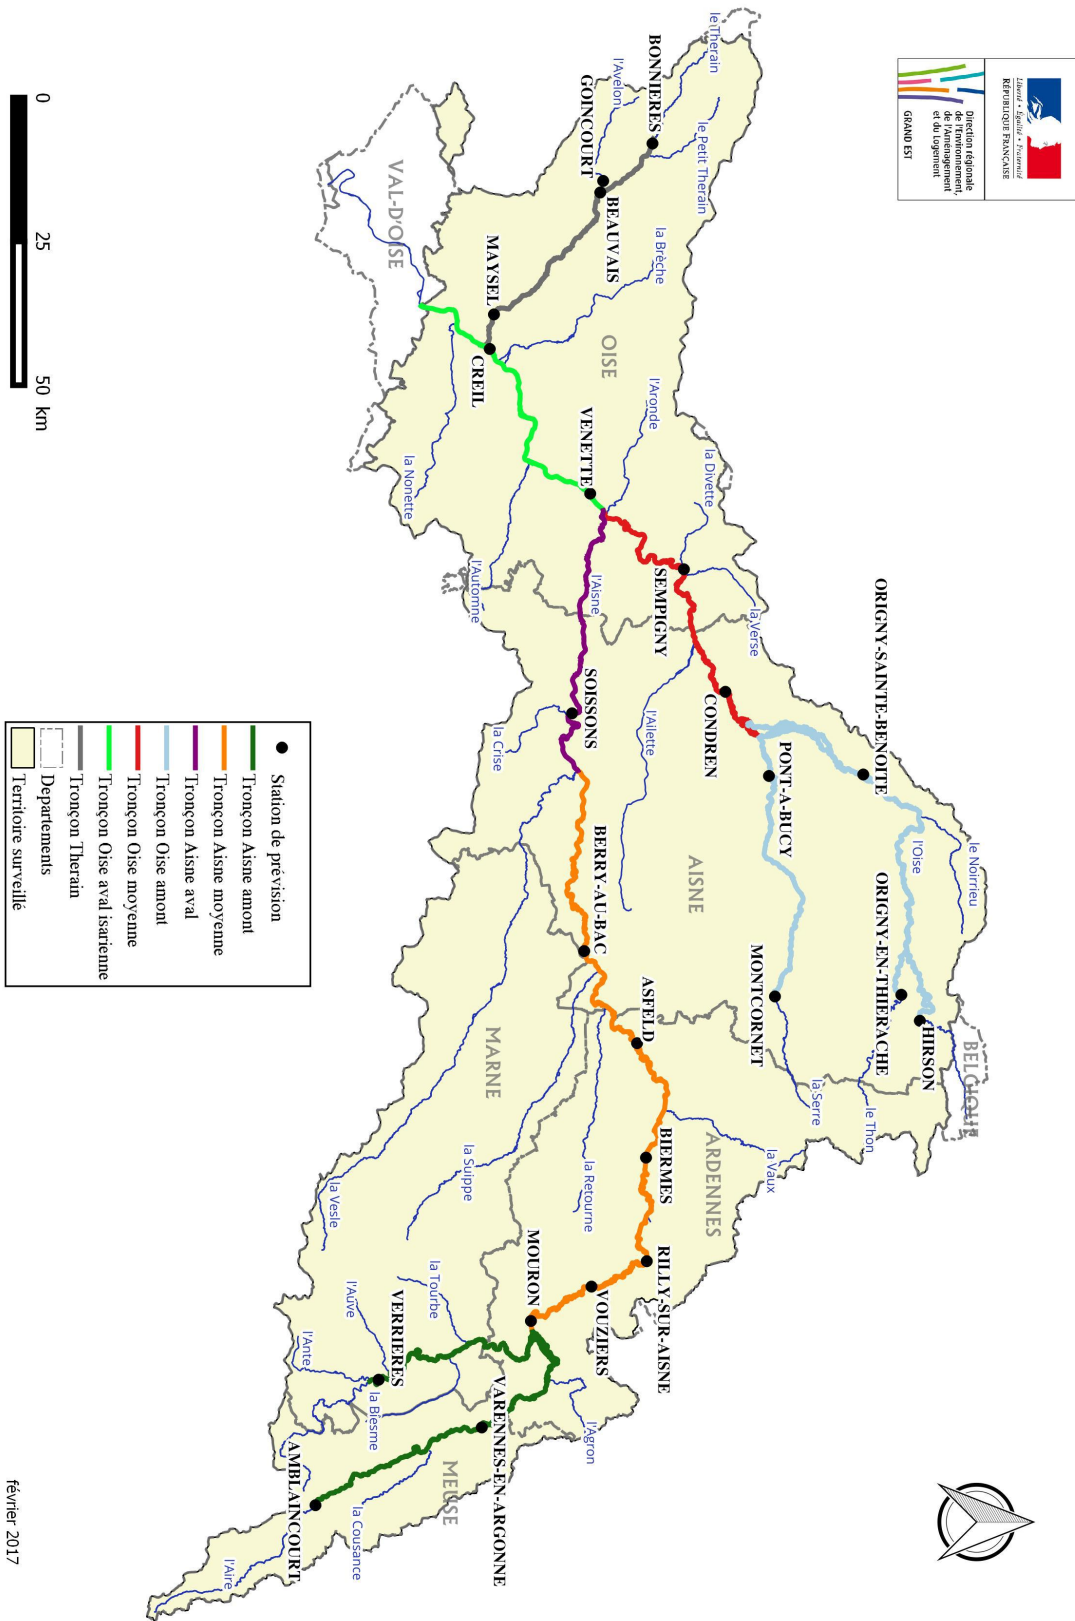 Liberté • Égalité • Fraternité
RÉPUBLIQUE FRANÇAISE
Direction régionale
de l'Environnement,
de l'Aménagement
et du Logement
GRAND EST
le Therain
BONNIERES
le Petit Therain
l'Avelon
GOINCOURT
BEAUVAIS
la Brèche
MAYSEL
VAL-D'OISE
OISE
CREIL
l'Aronde
VENETTE
la Nonette
la Divette
l'Automne
l'Aisne
SEMPIGNY
la Verse
ORIGNY-SAINTE-BENOITE
SOISSONS
CONDREN
l'Ailette
la Crise
PONT-A-BUCY
le Noirrieu
l'Oise
AISNE
BERRY-AU-BAC
ORIGNY-EN-THIERACHE
MONTCORNET
HIRSON
BELGIQUE
ASFELD
la Serre
le Thon
MARNE
ARDENNES
BIERMES
la Vaux
la Suippe
la Retourne
la Vesle
RILLY-SUR-AISNE
MOURON
VOUZIERS
la Tourbe
l'Auve
VERRIERES
l'Ante
la Biesme
VARENNES-EN-ARGONNE
l'Agron
MEUSE
AMBLAINCOURT
la Cousance
l'Aire
0 25 50 km
Station de prévision
Tronçon Aisne amont
Tronçon Aisne moyenne
Tronçon Aisne aval
Tronçon Oise amont
Tronçon Oise moyenne
Tronçon Oise aval isarienne
Tronçon Therain
Departements
Territoire surveillé
février 2017